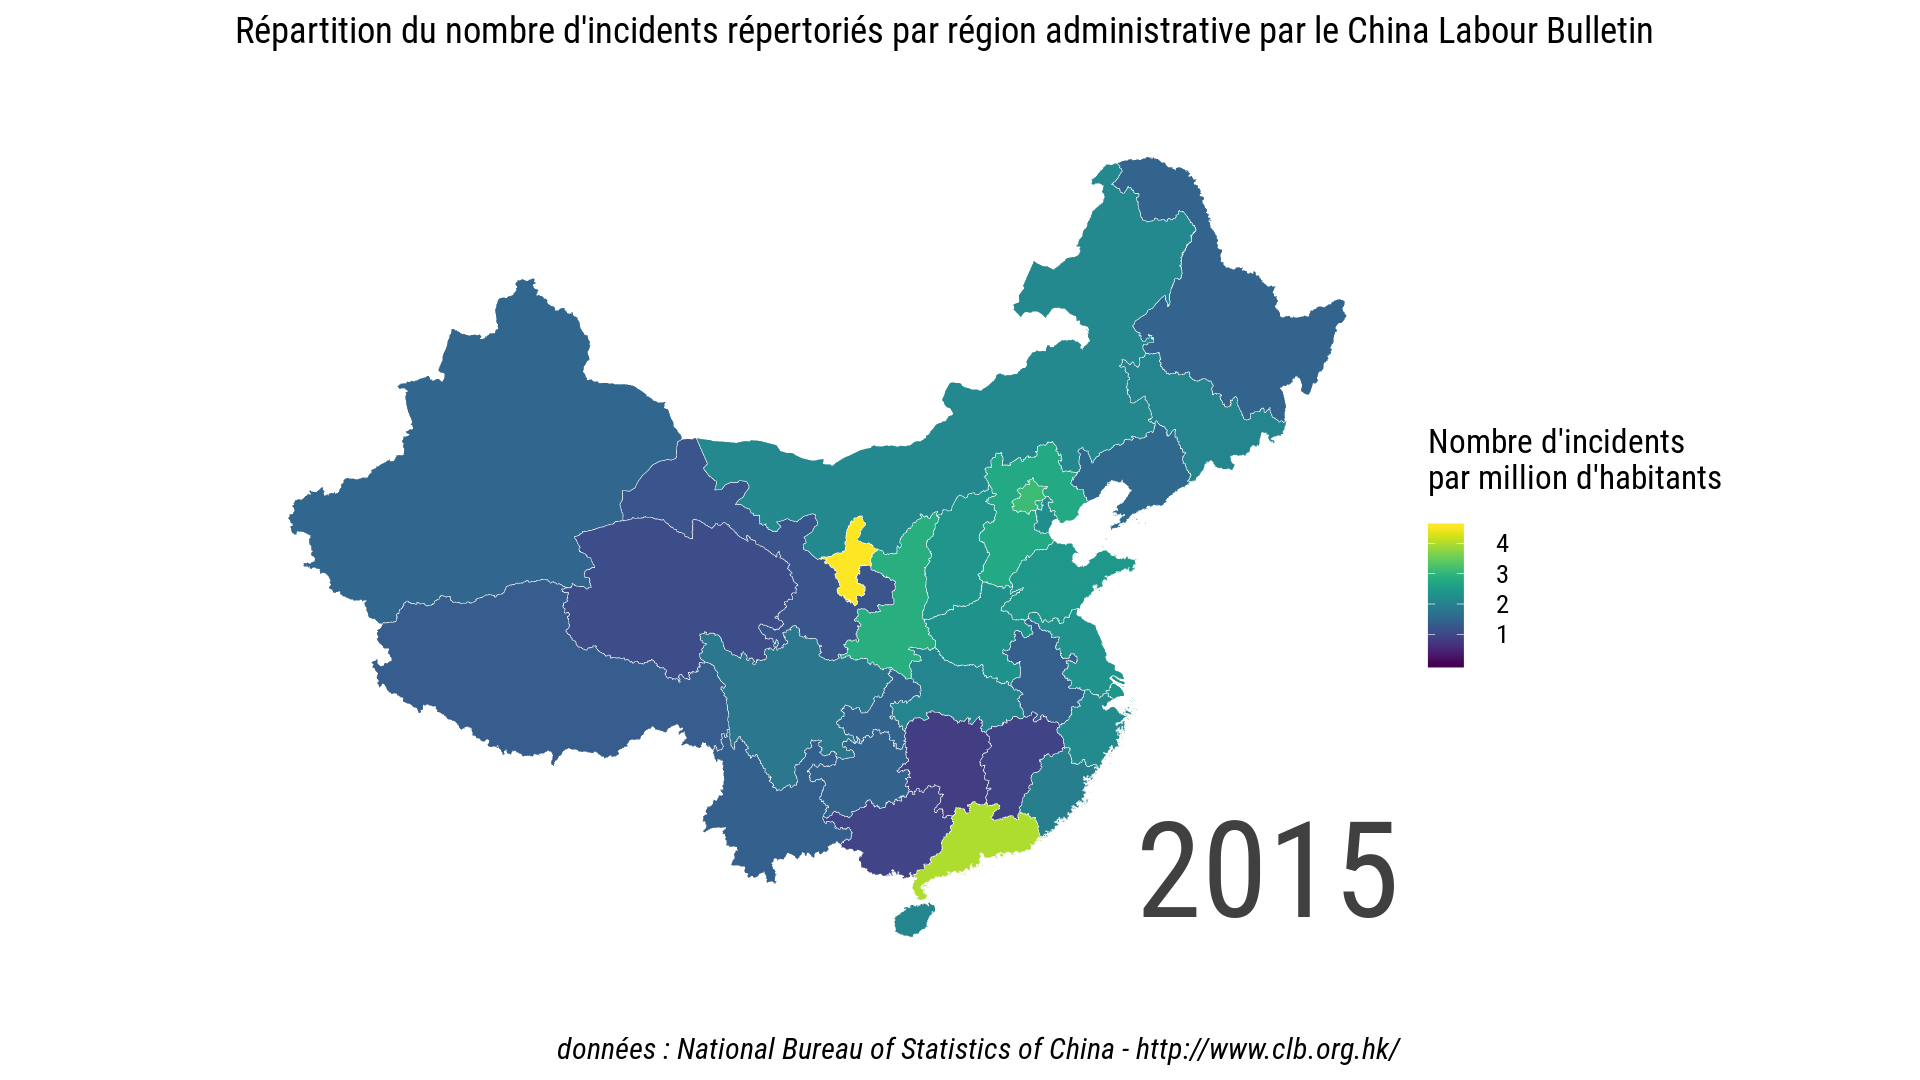 Répartition du nombre d'incidents répertoriés par région administrative par le China Labour Bulletin
Nombre d'incidents
par million d'habitants
4
3
2
1
2015
données : National Bureau of Statistics of China - http://www.clb.org.hk/